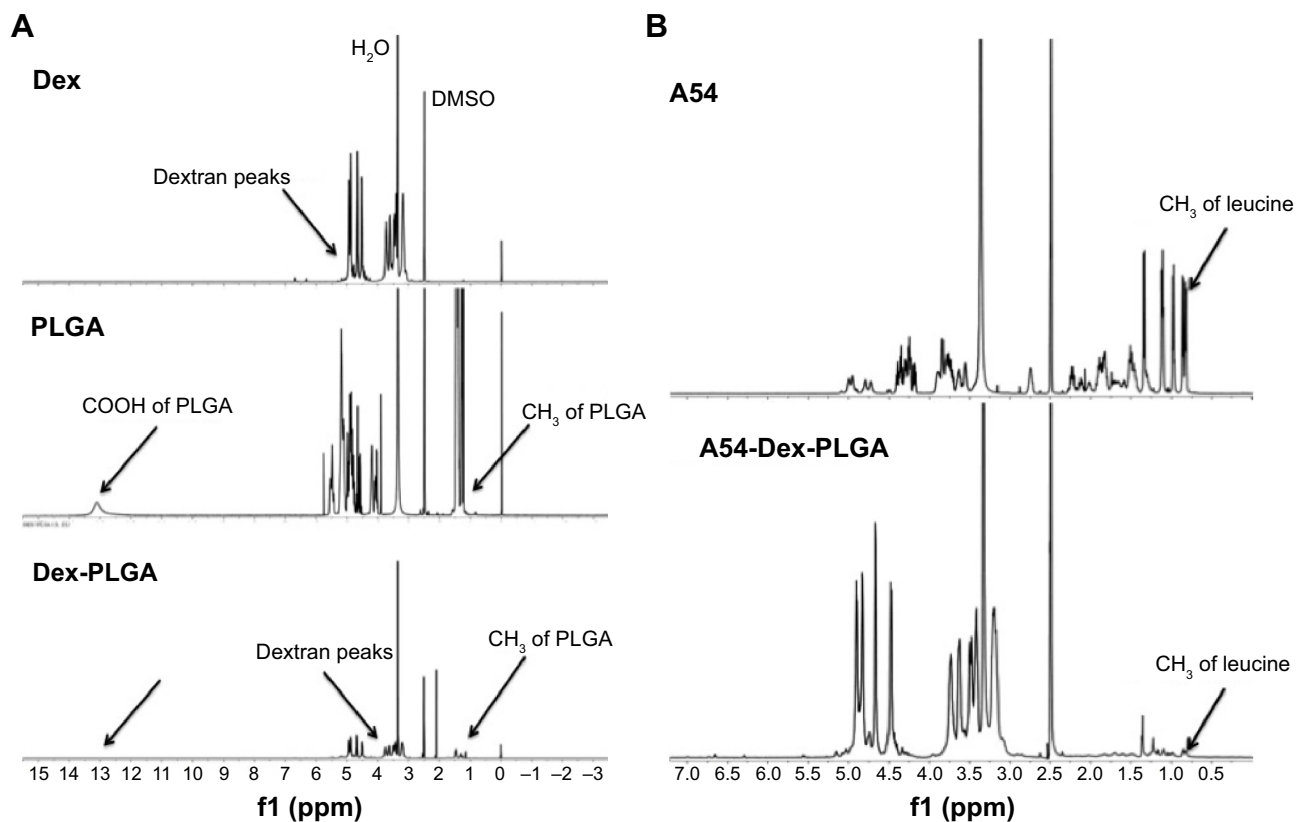 A
Dex
H2O
DMSO
Dextran peaks
PLGA
COOH of PLGA
CH3 of PLGA
Dex-PLGA
Dextran peaks
CH3 of PLGA
15 14 13 12 11 10 9 8 7 6 5 4 3 2 1 0 –1 –2 –3
f1 (ppm)
B
A54
CH3 of leucine
A54-Dex-PLGA
CH3 of leucine
7.0 6.5 6.0 5.5 5.0 4.5 4.0 3.5 3.0 2.5 2.0 1.5 1.0 0.5
f1 (ppm)